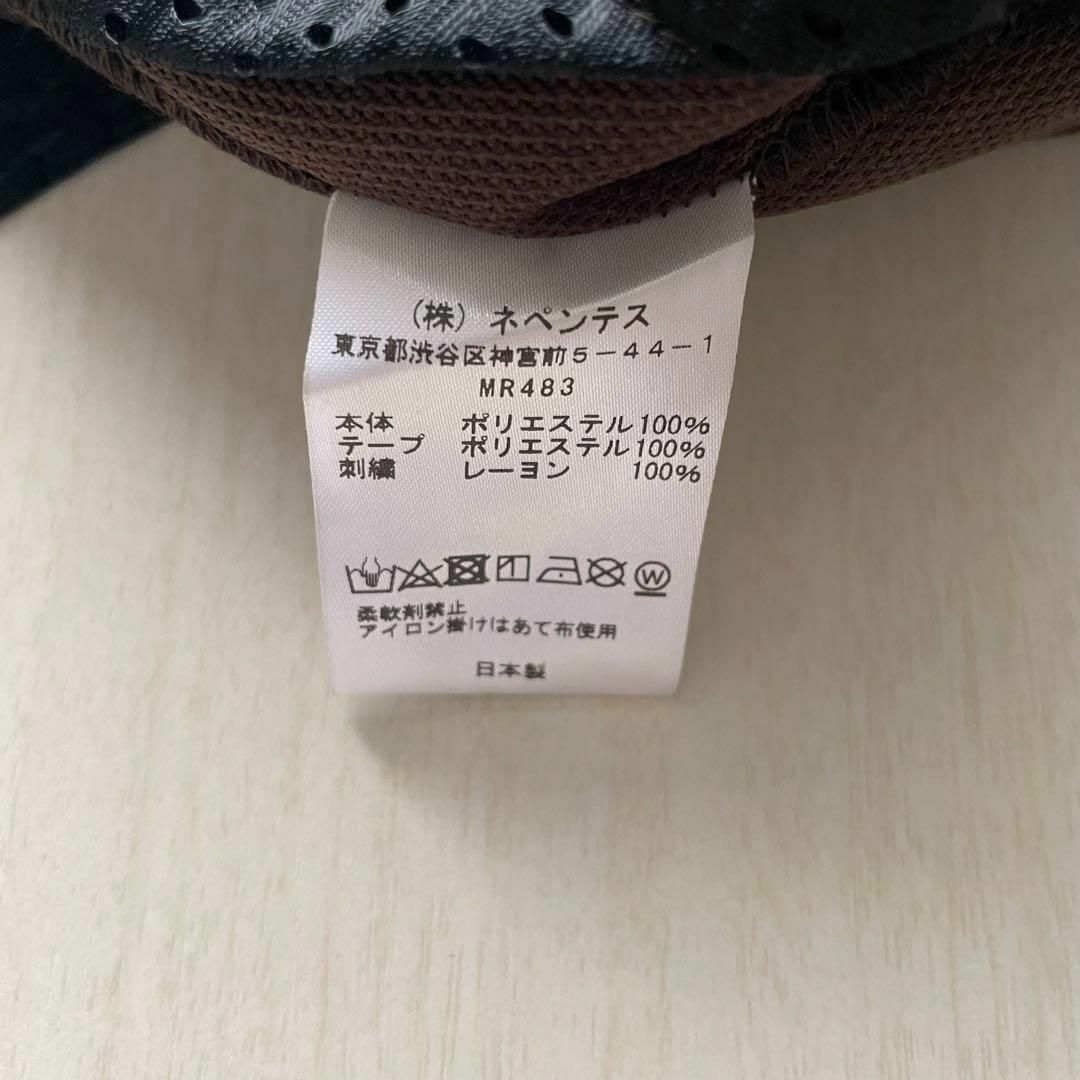 （株）ネペンテス
東京都渋谷区神宮前5－44－1
MR483
本体　ポリエステル100％
テープ　ポリエステル100％
刺繍　レーヨン　100％
W
柔軟剤禁止
アイロン掛けはあて布使用
日本製